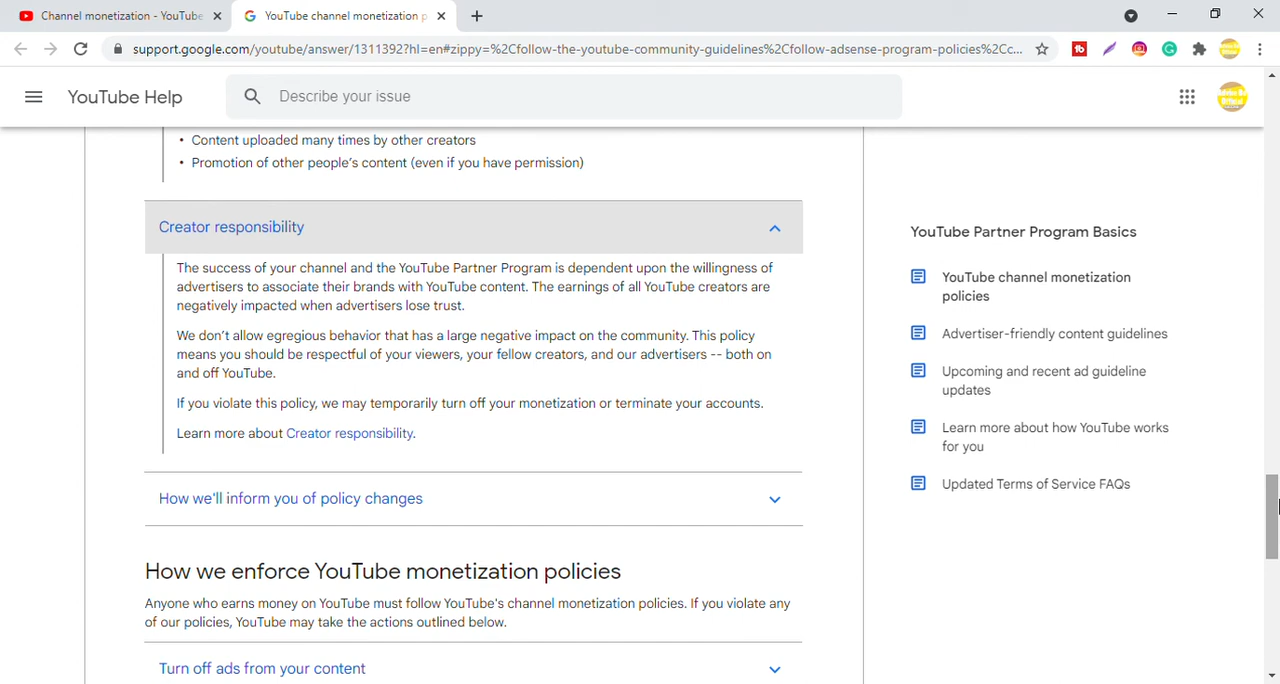 Channel monetization - YouTube
YouTube channel monetization p
support.google.com/youtube/answer/1311392?hl=en#zippy=%2Cfollow-the-youtube-community-guidelines%2Cfollow-adsense-program-policies%2Cc...
YouTube Help
Describe your issue
• Content uploaded many times by other creators
• Promotion of other people's content (even if you have permission)
Creator responsibility
The success of your channel and the YouTube Partner Program is dependent upon the willingness of
advertisers to associate their brands with YouTube content. The earnings of all YouTube creators are
negatively impacted when advertisers lose trust.
We don't allow egregious behavior that has a large negative impact on the community. This policy
means you should be respectful of your viewers, your fellow creators, and our advertisers -- both on
and off YouTube.
If you violate this policy, we may temporarily turn off your monetization or terminate your accounts.
Learn more about Creator responsibility.
How we'll inform you of policy changes
How we enforce YouTube monetization policies
Anyone who earns money on YouTube must follow YouTube's channel monetization policies. If you violate any
of our policies, YouTube may take the actions outlined below.
Turn off ads from your content
YouTube Partner Program Basics
YouTube channel monetization
policies
Advertiser-friendly content guidelines
Upcoming and recent ad guideline
updates
Learn more about how YouTube works
for you
Updated Terms of Service FAQs